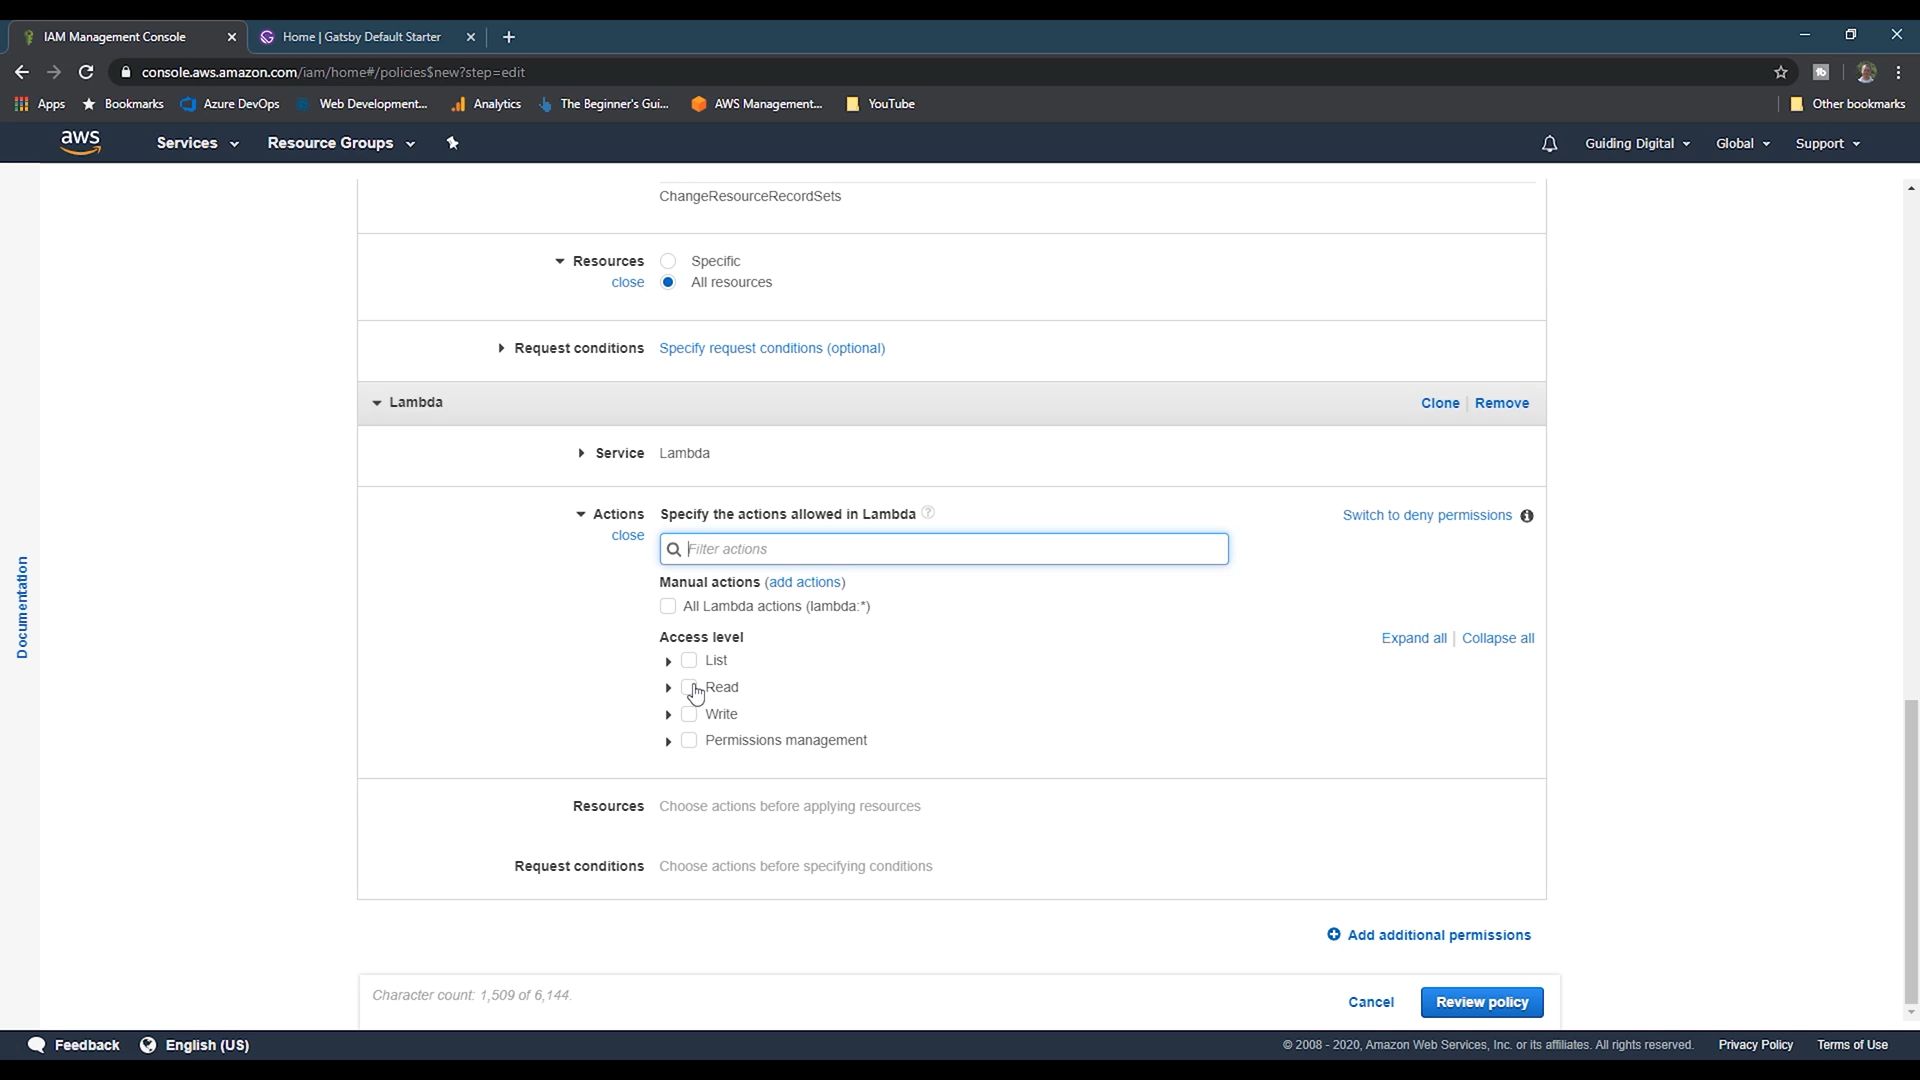 IAM Management Console
Home | Gatsby Default Starter
console.aws.amazon.com/iam/home#/policies$new?step=edit
Apps Bookmarks Azure DevOps Web Development... Analytics The Beginner's Gui... AWS Management... YouTube Other bookmarks
aws Services Resource Groups Guiding Digital Global Support
ChangeResourceRecordSets
Resources Specific
close All resources
Request conditions Specify request conditions (optional)
Lambda Clone Remove
Service Lambda
Actions Specify the actions allowed in Lambda Switch to deny permissions
close
Filter actions
Manual actions (add actions)
All Lambda actions (lambda:*)
Access level Expand all Collapse all
List
Read
Write
Permissions management
Resources Choose actions before applying resources
Request conditions Choose actions before specifying conditions
Add additional permissions
Character count: 1,509 of 6,144.
Cancel Review policy
Documentation
Feedback English (US) © 2008 - 2020, Amazon Web Services, Inc. or its affiliates. All rights reserved. Privacy Policy Terms of Use